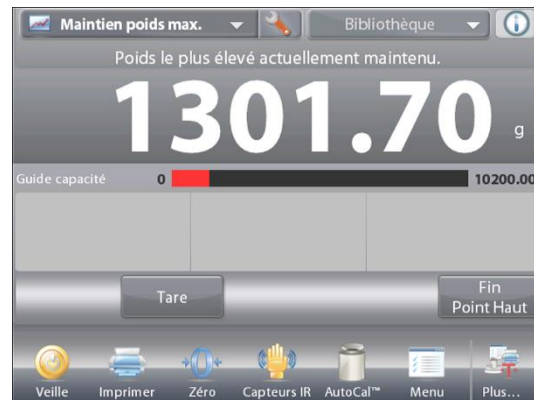 Maintien poids max.
Bibliothèque
Poids le plus élevé actuellement maintenu.
1301.70 g
Guide capacité 0 10200.00
Tare
Fin
Point Haut
Veille Imprimer Zéro Capteurs IR AutoCal™ Menu Plus...